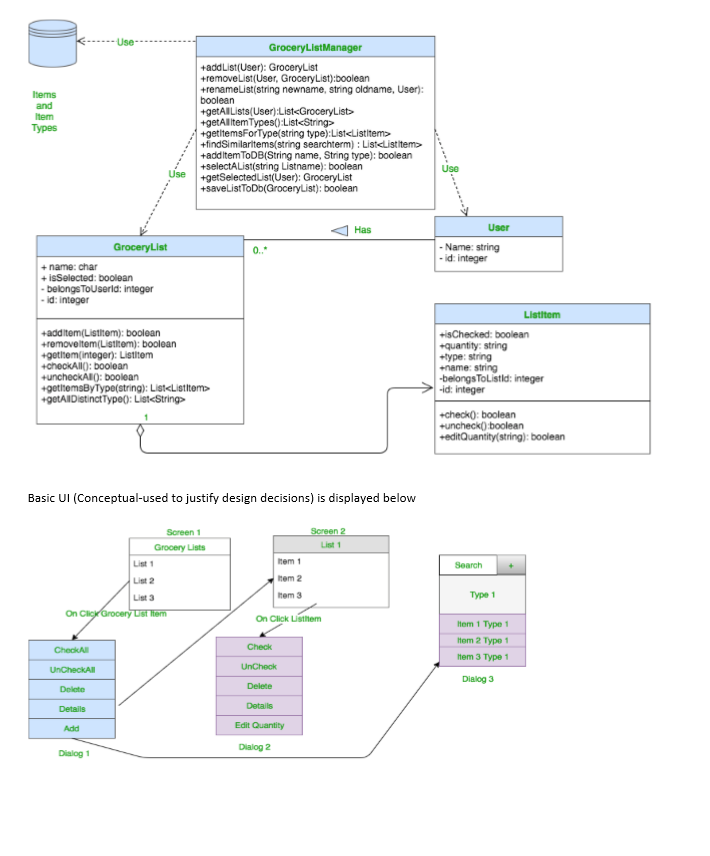 Use
Items
and
Item
Types
GroceryListManager
+addList(User): GroceryList
+removeList(User, GroceryList):boolean
+renameList(string newname, string oldname, User):
boolean
+getAllLists(User):List<GroceryList>
+getAllItemTypes():List<String>
+getItemsForType(string type):List<ListItem>
+findSimilarItems(string searchterm) : List<ListItem>
+addItemToDB(String name, String type): boolean
+selectAList(string Listname): boolean
+getSelectedList(User): GroceryList
+saveListToDb(GroceryList): boolean
Use
Use
Has
0..*
User
- Name: string
- id: integer
GroceryList
+ name: char
+ isSelected: boolean
- belongsToUserId: integer
- id: integer
+addItem(ListItem): boolean
+removeItem(ListItem): boolean
+getItem(integer): ListItem
+checkAll(): boolean
+uncheckAll(): boolean
+getItemsByType(string): List<ListItem>
+getAllDistinctType(): List<String>
1
ListItem
+isChecked: boolean
+quantity: string
+type: string
+name: string
-belongsToListId: integer
-id: integer
+check(): boolean
+uncheck():boolean
+editQuantity(string): boolean
Basic UI (Conceptual-used to justify design decisions) is displayed below
Screen 1
Grocery Lists
List 1
List 2
List 3
On Click Grocery List Item
CheckAll
UnCheckAll
Delete
Details
Add
Dialog 1
Screen 2
List 1
Item 1
Item 2
Item 3
On Click ListItem
Check
UnCheck
Delete
Details
Edit Quantity
Dialog 2
Search +
Type 1
Item 1 Type 1
Item 2 Type 1
Item 3 Type 1
Dialog 3